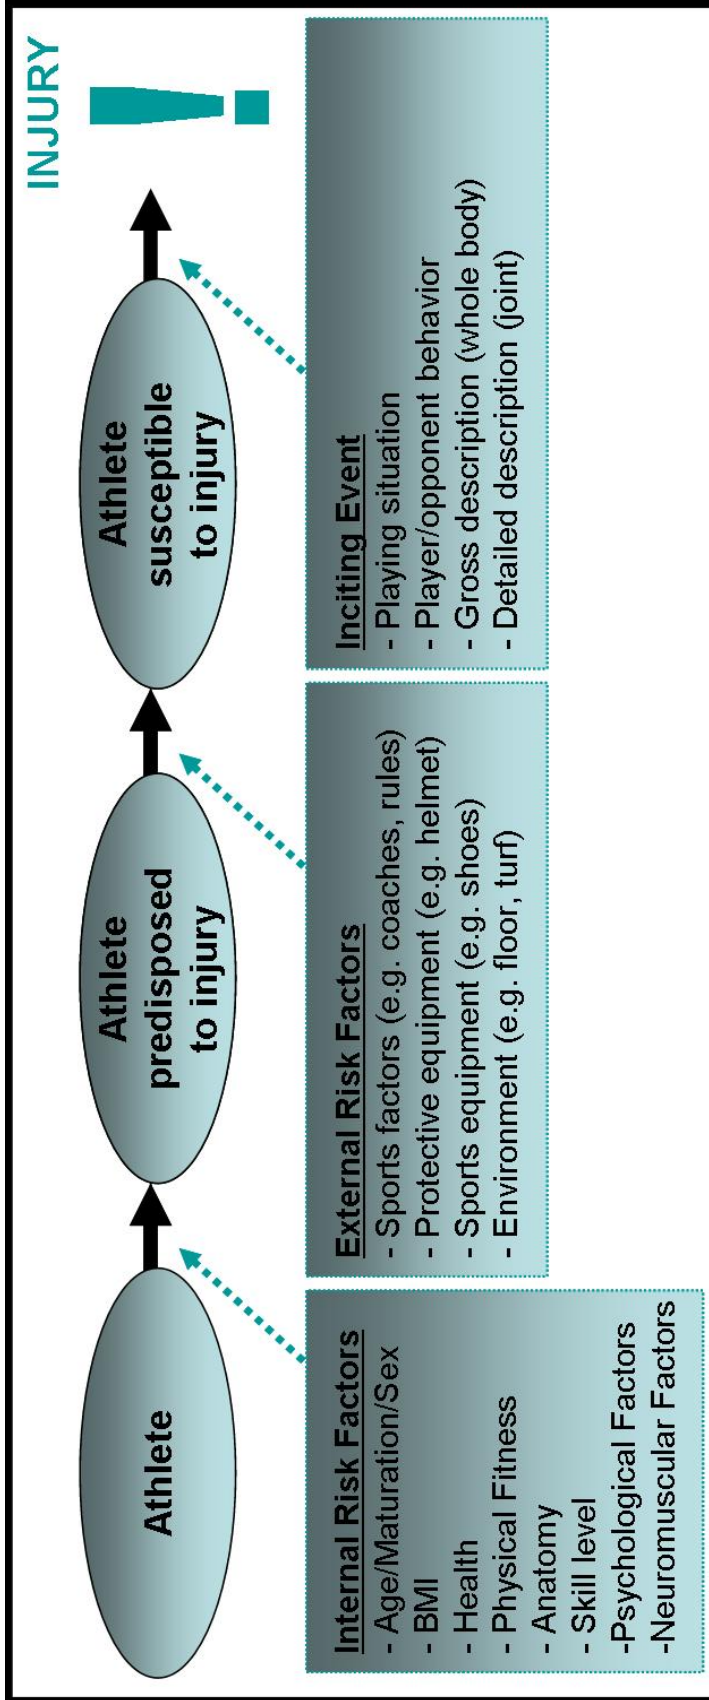 INJURY
!
Athlete
Athlete
predisposed
to injury
Athlete
susceptible
to injury
Internal Risk Factors
- Age/Maturation/Sex
- BMI
- Health
- Physical Fitness
- Anatomy
- Skill level
-Psychological Factors
-Neuromuscular Factors
External Risk Factors
- Sports factors (e.g. coaches, rules)
- Protective equipment (e.g. helmet)
- Sports equipment (e.g. shoes)
- Environment (e.g. floor, turf)
Inciting Event
- Playing situation
- Player/opponent behavior
- Gross description (whole body)
- Detailed description (joint)